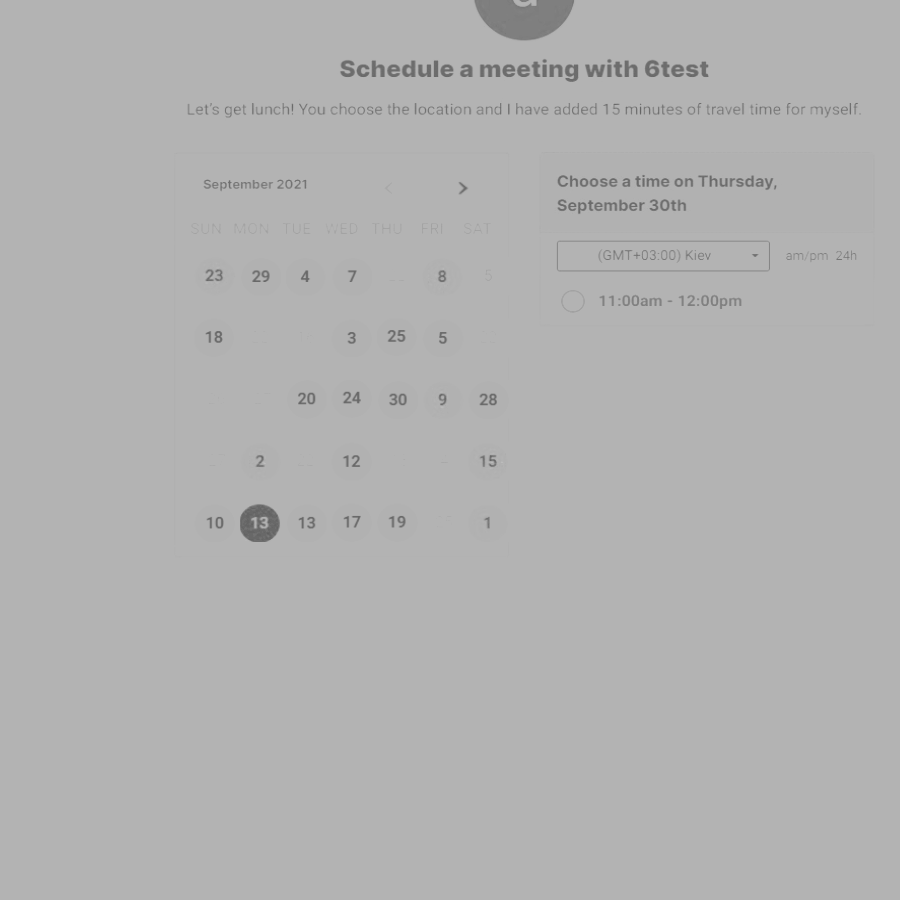 G
Schedule a meeting with 6test
Let's get lunch! You choose the location and I have added 15 minutes of travel time for myself.
September 2021
SUN MON TUE WED THU FRI SAT
23 29 4 7 8 5
18 3 25 5
20 24 30 9 28
2 12 15
10 13 13 17 19 1
Choose a time on Thursday,
September 30th
(GMT+03:00) Kiev am/pm 24h
11:00am - 12:00pm